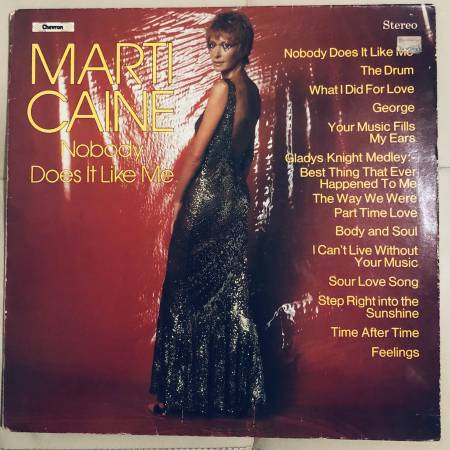 Chevron
Stereo
MARTI
CAINE
Nobody
Does It Like Me
Nobody Does It Like Me
The Drum
What I Did For Love
George
Your Music Fills
My Ears
Gladys Knight Medley:-
Best Thing That Ever
Happened To Me
The Way We Were
Part Time Love
Body and Soul
I Can't Live Without
Your Music
Sour Love Song
Step Right into the
Sunshine
Time After Time
Feelings